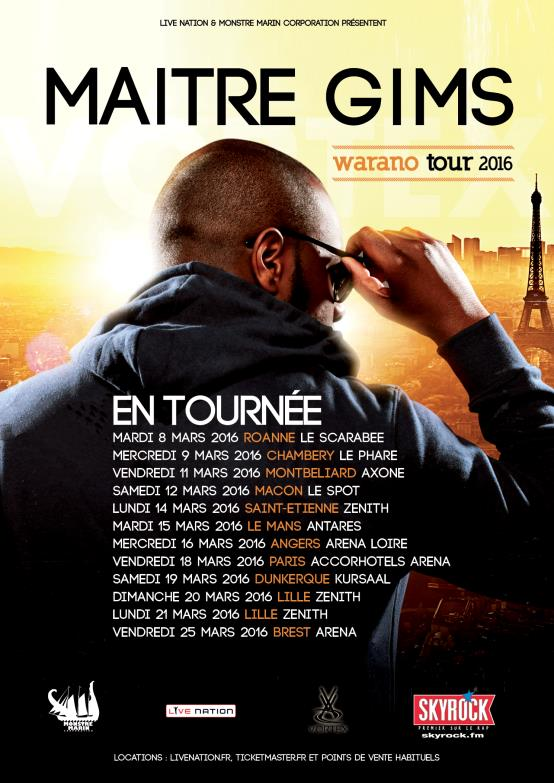 LIVE NATION & MONSTRE MARIN CORPORATION PRÉSENTENT
MAITRE GIMS
VORTEX
warano tour 2016
EN TOURNÉE
MARDI 8 MARS 2016 ROANNE LE SCARABEE
MERCREDI 9 MARS 2016 CHAMBERY LE PHARE
VENDREDI 11 MARS 2016 MONTBELIARD AXONE
SAMEDI 12 MARS 2016 MACON LE SPOT
LUNDI 14 MARS 2016 SAINT-ETIENNE ZENITH
MARDI 15 MARS 2016 LE MANS ANTARES
MERCREDI 16 MARS 2016 ANGERS ARENA LOIRE
VENDREDI 18 MARS 2016 PARIS ACCORHOTELS ARENA
SAMEDI 19 MARS 2016 DUNKERQUE KURSAAL
DIMANCHE 20 MARS 2016 LILLE ZENITH
LUNDI 21 MARS 2016 LILLE ZENITH
VENDREDI 25 MARS 2016 BREST ARENA
MONSTRE
MARIN
LIVE NATION
VORTEX
SKYROCK
PREMIER SUR LE RAP
skyrock.fm
LOCATIONS : LIVENATION.FR, TICKETMASTER.FR ET POINTS DE VENTE HABITUELS